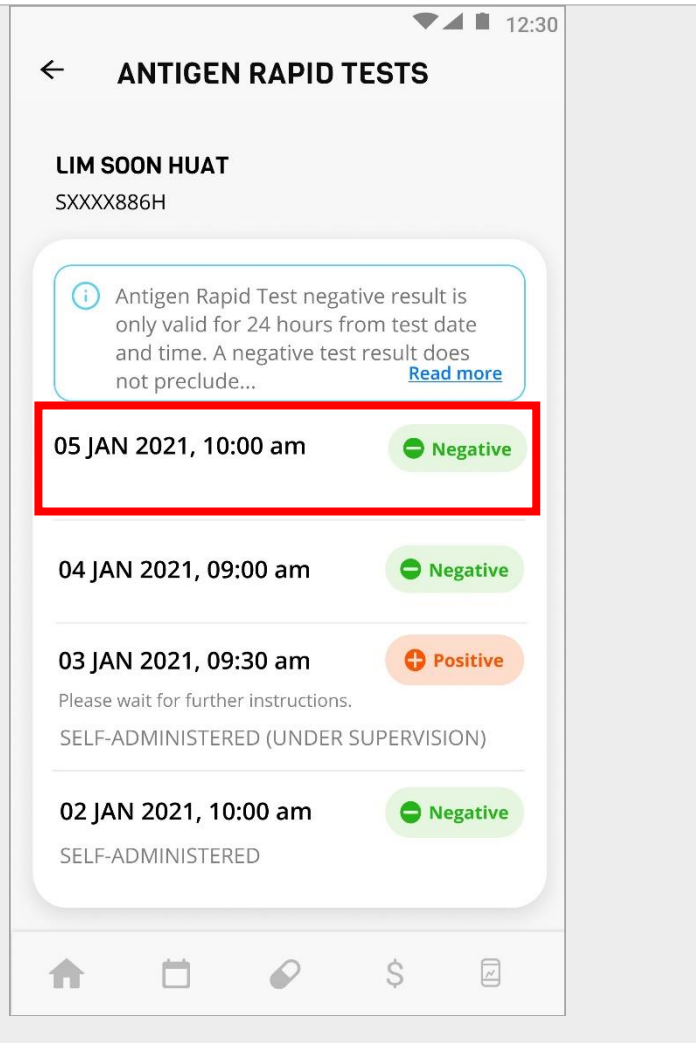 12:30
ANTIGEN RAPID TESTS
LIM SOON HUAT
SXXXX886H
Antigen Rapid Test negative result is
only valid for 24 hours from test date
and time. A negative test result does
not preclude... Read more
05 JAN 2021, 10:00 am Negative
04 JAN 2021, 09:00 am Negative
03 JAN 2021, 09:30 am Positive
Please wait for further instructions.
SELF-ADMINISTERED (UNDER SUPERVISION)
02 JAN 2021, 10:00 am Negative
SELF-ADMINISTERED